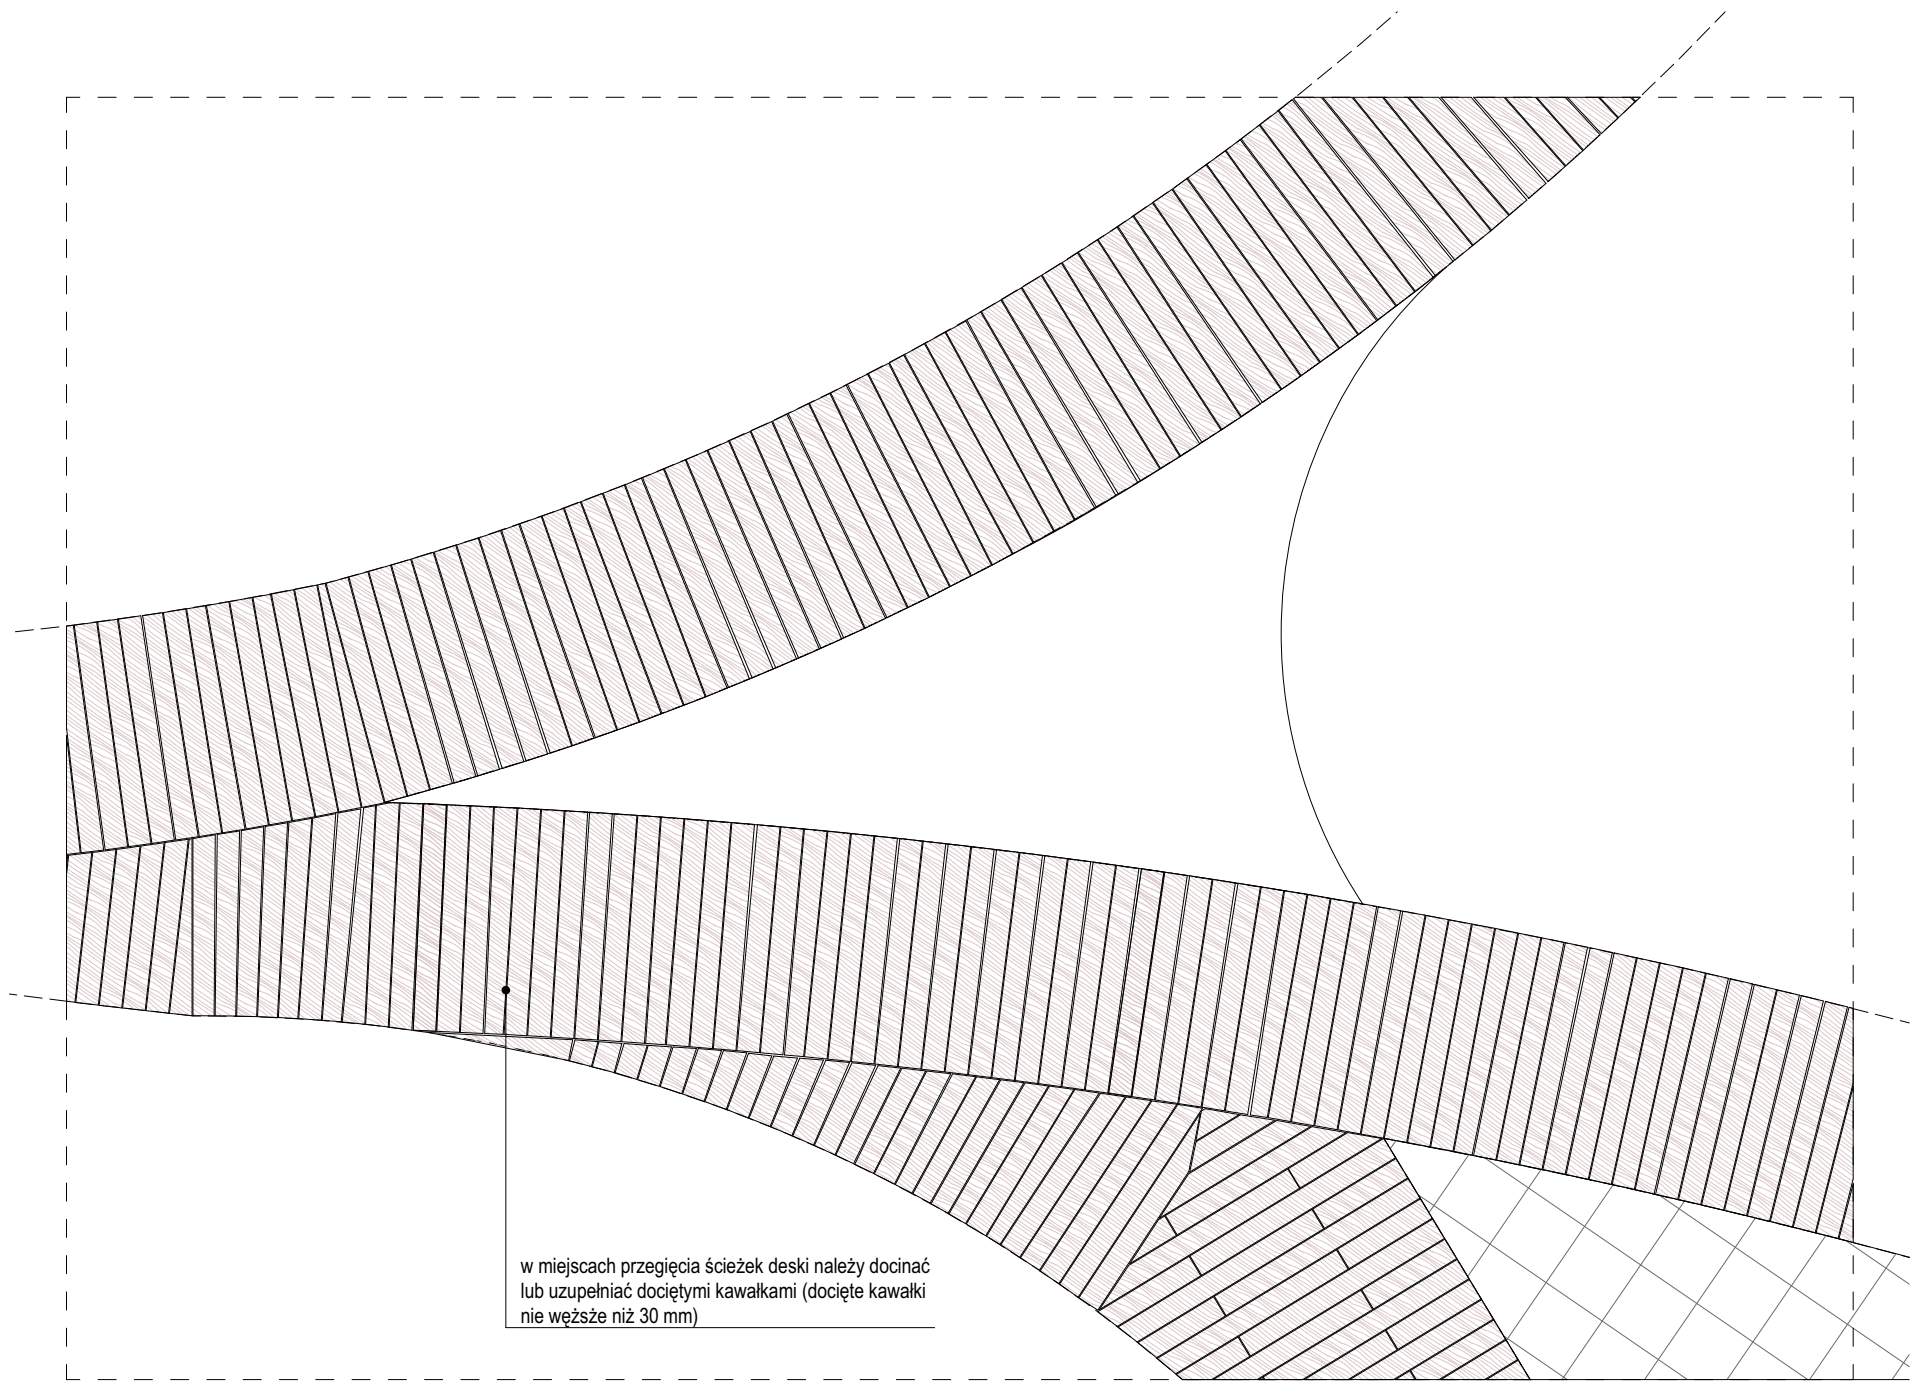 w miejscach przegięcia ścieżek deski należy docinać
lub uzupełniać dociętymi kawałkami (docięte kawałki
nie węższe niż 30 mm)